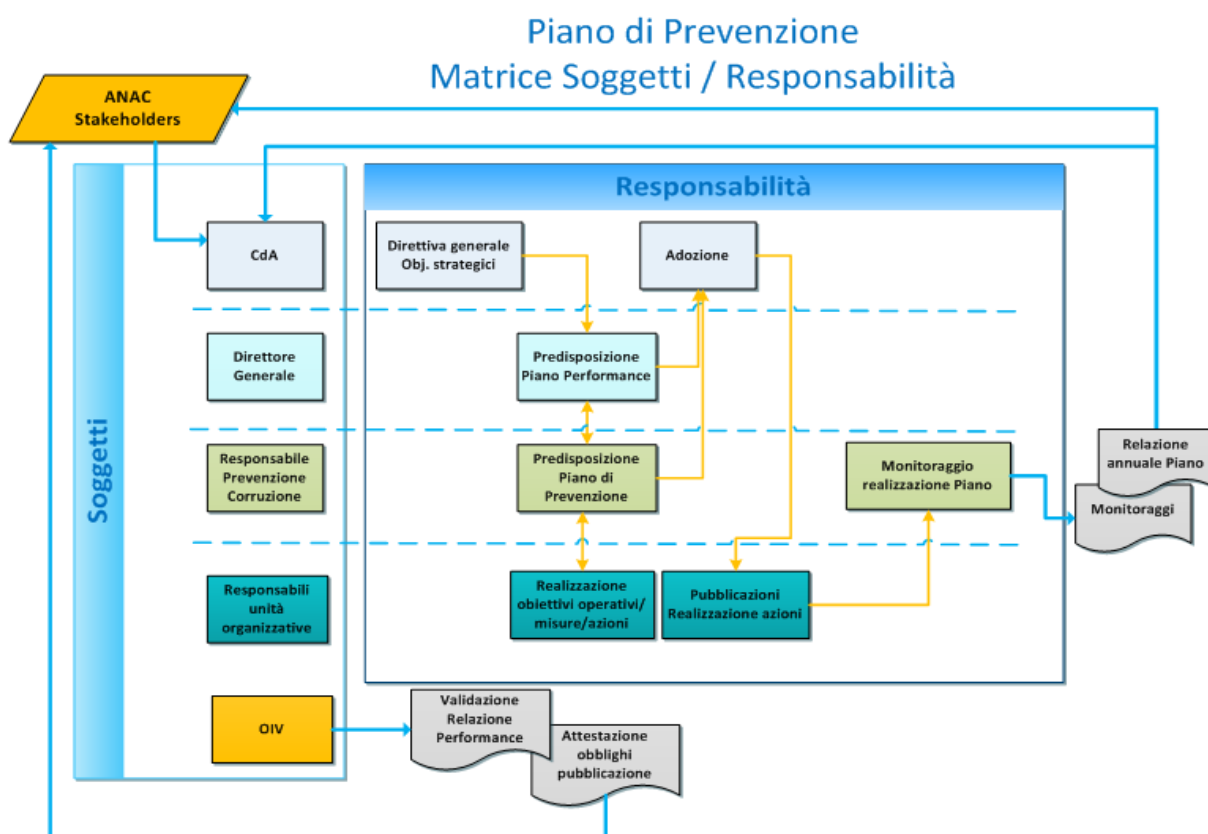 Piano di Prevenzione
Matrice Soggetti / Responsabilità
ANAC
Stakeholders
Soggetti
Responsabilità
CdA
Direttiva generale
Obj. strategici
Adozione
Direttore
Generale
Predisposizione
Piano Performance
Responsabile
Prevenzione
Corruzione
Predisposizione
Piano di
Prevenzione
Monitoraggio
realizzazione Piano
Relazione
annuale Piano
Monitoraggi
Responsabili
unità
organizzative
Realizzazione
obiettivi operativi/
misure/azioni
Pubblicazioni
Realizzazione azioni
OIV
Validazione
Relazione
Performance
Attestazione
obblighi
pubblicazione